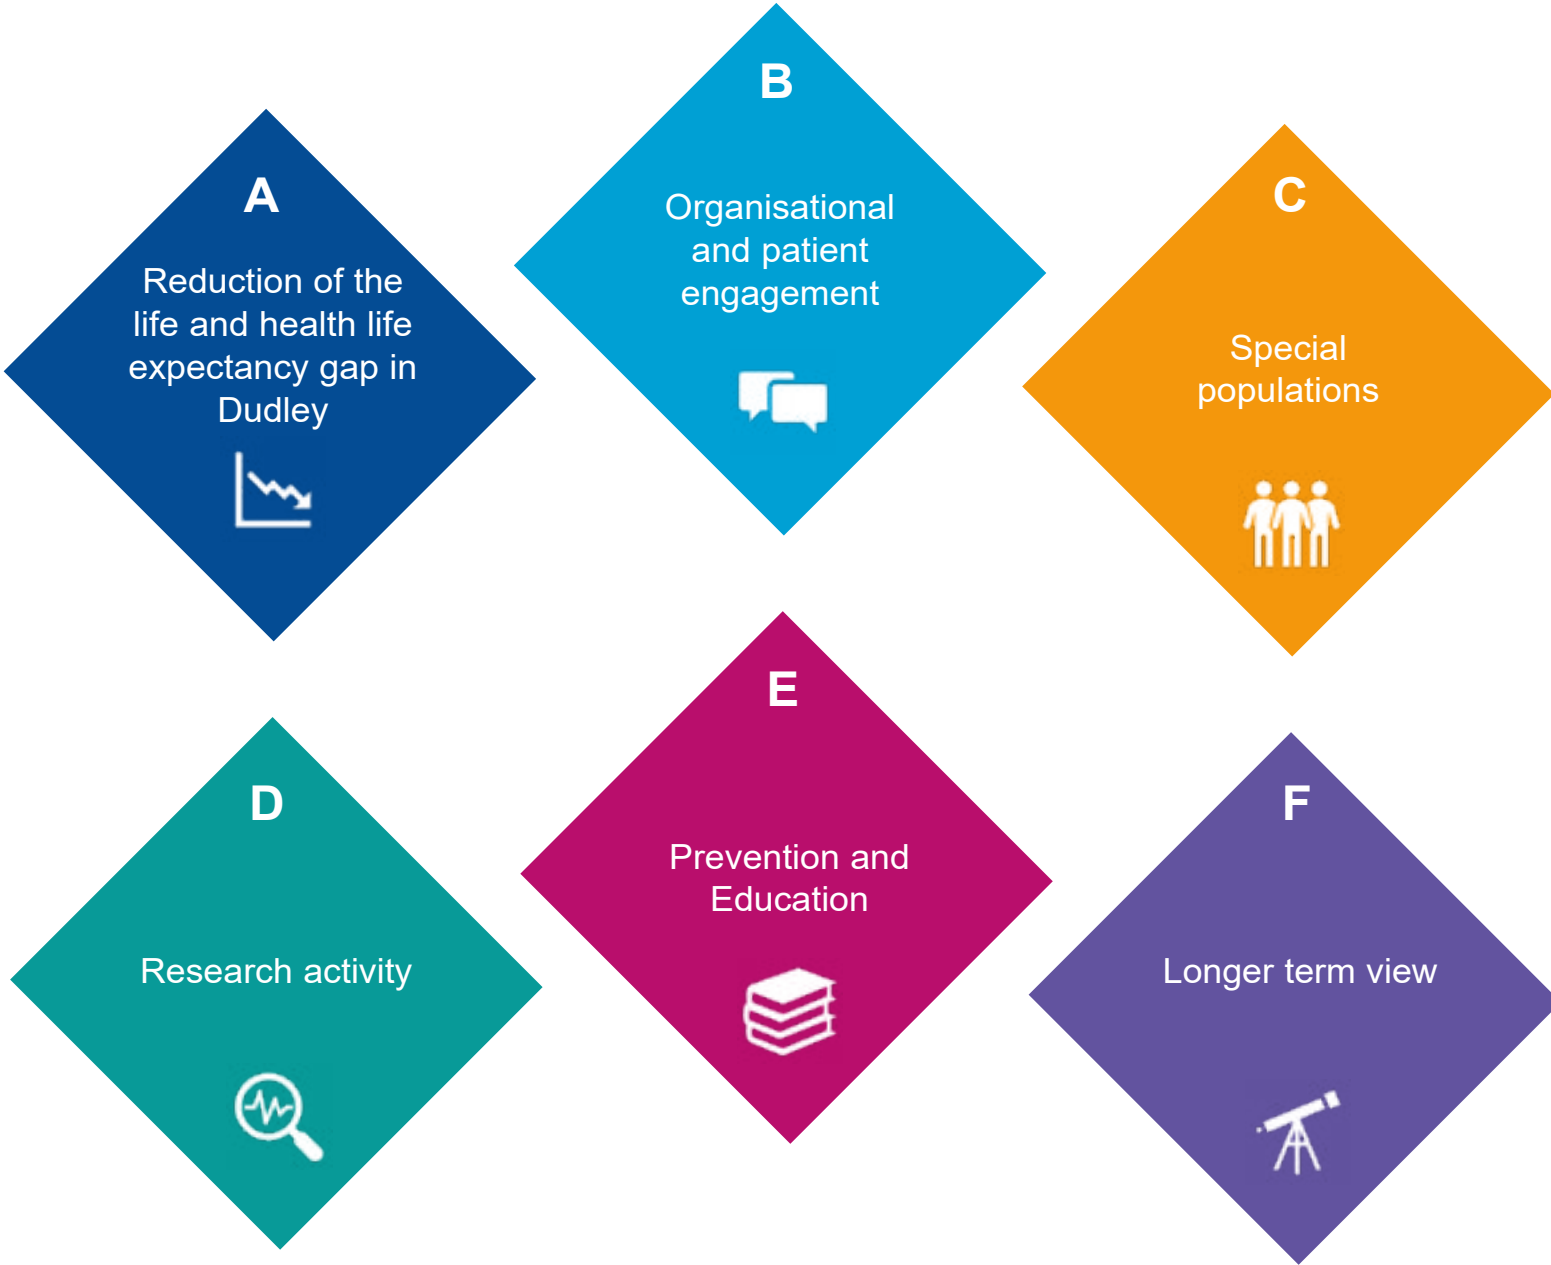 A
Reduction of the
life and health life
expectancy gap in
Dudley
B
Organisational
and patient
engagement
C
Special
populations
D
Research activity
E
Prevention and
Education
F
Longer term view